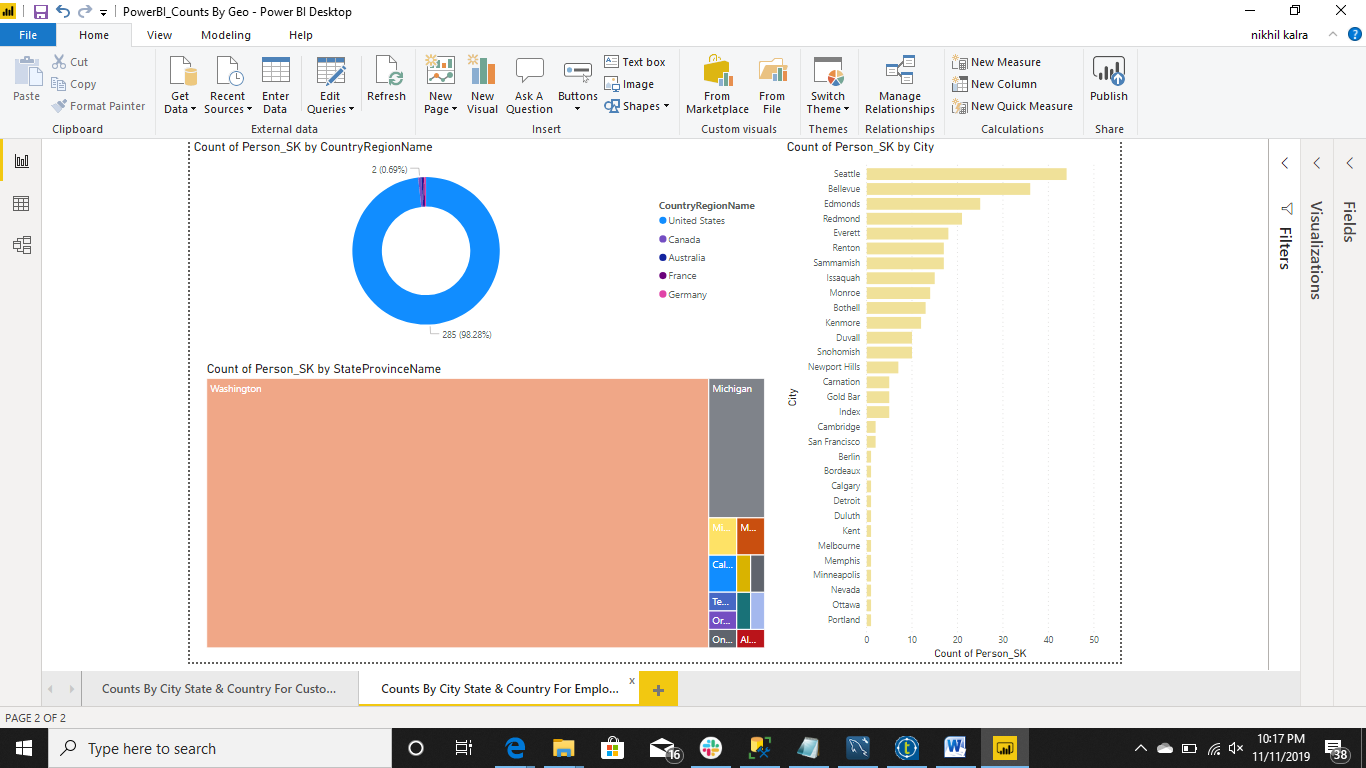 PowerBI_Counts By Geo - Power BI Desktop
File Home View Modeling Help nikhil kalra
Paste
Cut
Copy
Format Painter
Clipboard
Get Data
Recent Sources
Enter Data
Edit Queries
Refresh
External data
New Page
New Visual
Ask A Question
Buttons
Text box
Image
Shapes
Insert
From Marketplace
From File
Custom visuals
Switch Theme
Themes
Manage Relationships
Relationships
New Measure
New Column
New Quick Measure
Calculations
Publish
Share
Count of Person_SK by CountryRegionName
2 (0.69%)
285 (98.28%)
CountryRegionName
United States
Canada
Australia
France
Germany
Count of Person_SK by StateProvinceName
Washington
Michigan
Mi...
M...
Cal...
Te...
Or...
On...
Al...
Count of Person_SK by City
City
Seattle
Bellevue
Edmonds
Redmond
Everett
Renton
Sammamish
Issaquah
Monroe
Bothell
Kenmore
Duvall
Snohomish
Newport Hills
Carnation
Gold Bar
Index
Cambridge
San Francisco
Berlin
Bordeaux
Calgary
Detroit
Duluth
Kent
Melbourne
Memphis
Minneapolis
Nevada
Ottawa
Portland
0 10 20 30 40 50
Count of Person_SK
Filters
Visualizations
Fields
Counts By City State & Country For Custo...
Counts By City State & Country For Emplo...
x
PAGE 2 OF 2
Type here to search
16
10:17 PM
11/11/2019
38